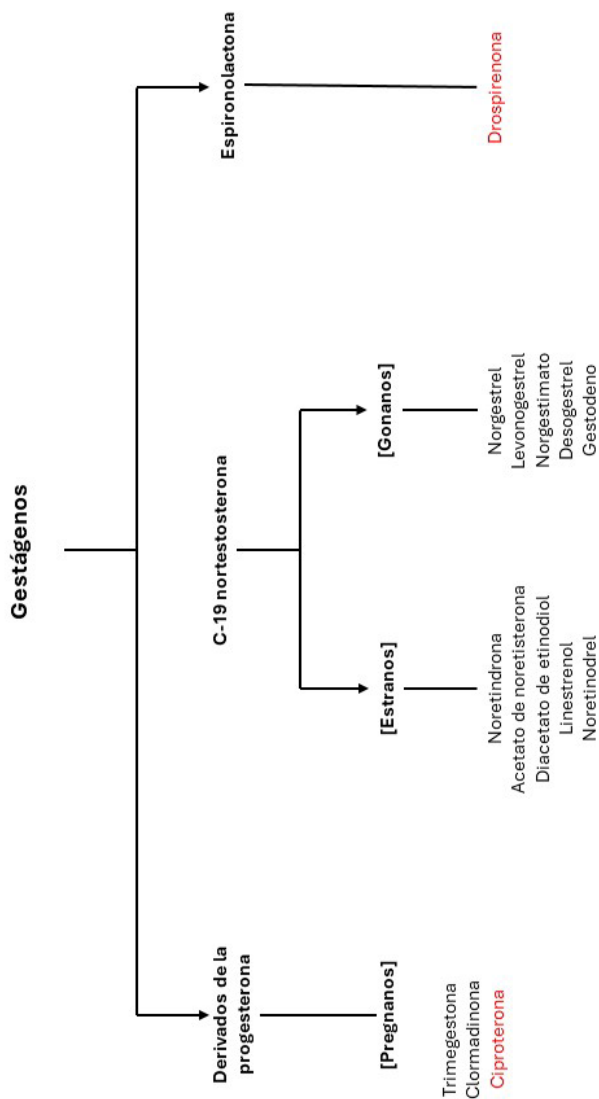 Gestágenos
Derivados de la
progesterona
C-19 nortestosterona
Espironolactona
[Pregnanos]
[Estranos]
[Gonanos]
Trimegestona
Clormadinona
Ciproterona
Noretindrona
Acetato de noretisterona
Diacetato de etinodiol
Linestrenol
Noretinodrel
Norgestrel
Levonogestrel
Norgestimato
Desogestrel
Gestodeno
Drospirenona